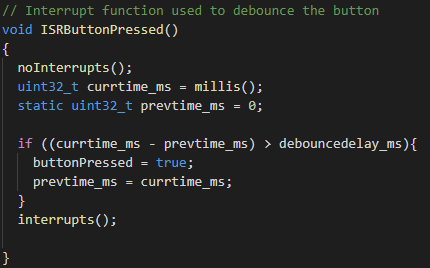 // Interrupt function used to debounce the button
void ISRButtonPressed()
{
  noInterrupts();
  uint32_t currtime_ms = millis();
  static uint32_t prevtime_ms = 0;

  if ((currtime_ms - prevtime_ms) > debouncedelay_ms){
    buttonPressed = true;
    prevtime_ms = currtime_ms;
  }
  interrupts();

}